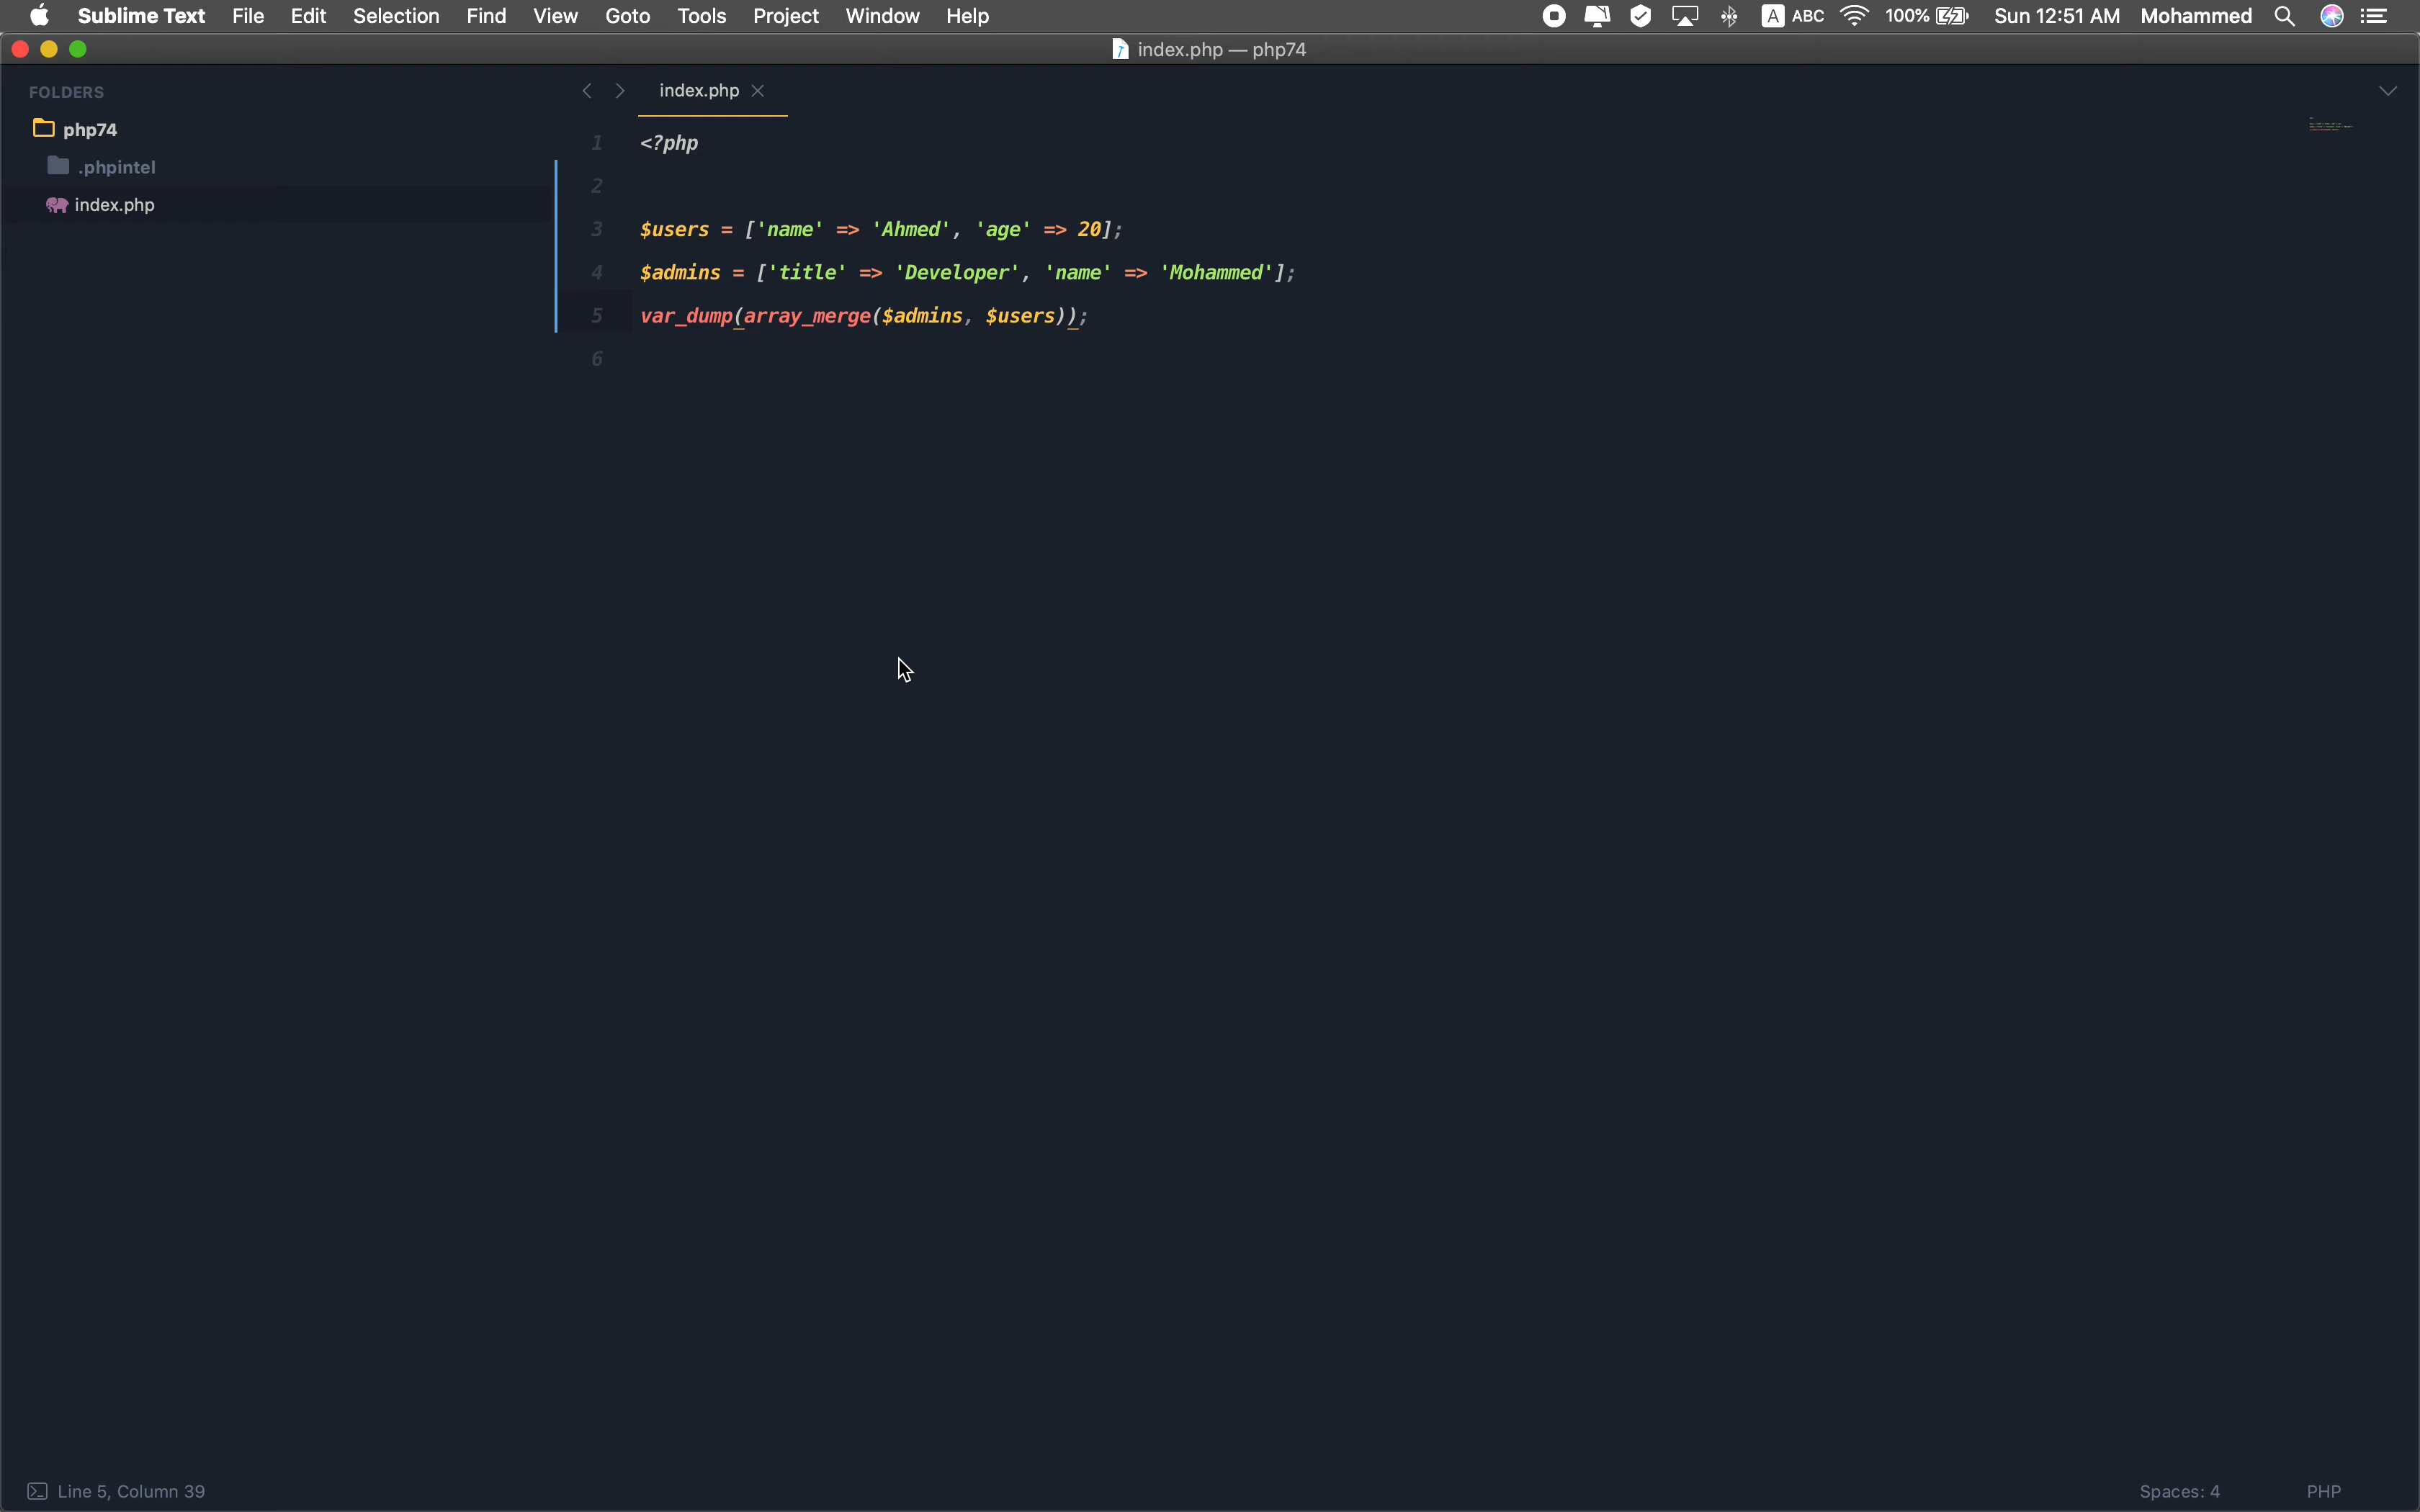 Sublime Text File Edit Selection Find View Goto Tools Project Window Help A ABC 100% Sun 12:51 AM Mohammed
index.php — php74
FOLDERS
php74
.phpintel
index.php
index.php
1 <?php
2
3 $users = ['name' => 'Ahmed', 'age' => 20];
4 $admins = ['title' => 'Developer', 'name' => 'Mohammed'];
5 var_dump(array_merge($admins, $users));
6
Line 5, Column 39 Spaces: 4 PHP